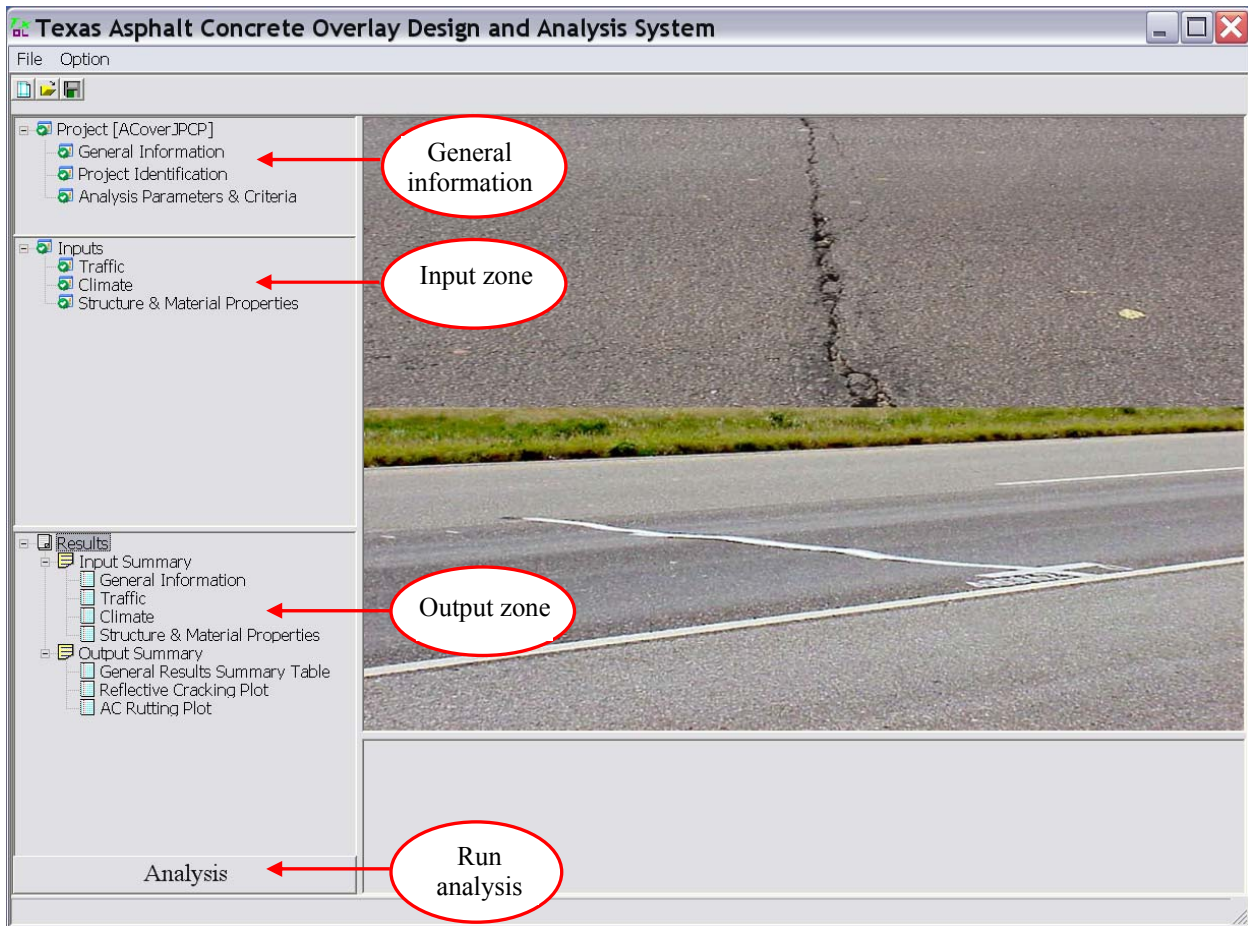 Texas Asphalt Concrete Overlay Design and Analysis System
File Option
Project [ACoverJPCP]
General Information
Project Identification
Analysis Parameters & Criteria
General
information
Inputs
Traffic
Climate
Structure & Material Properties
Input zone
Results
Input Summary
General Information
Traffic
Climate
Structure & Material Properties
Output Summary
General Results Summary Table
Reflective Cracking Plot
AC Rutting Plot
Output zone
Analysis
Run
analysis